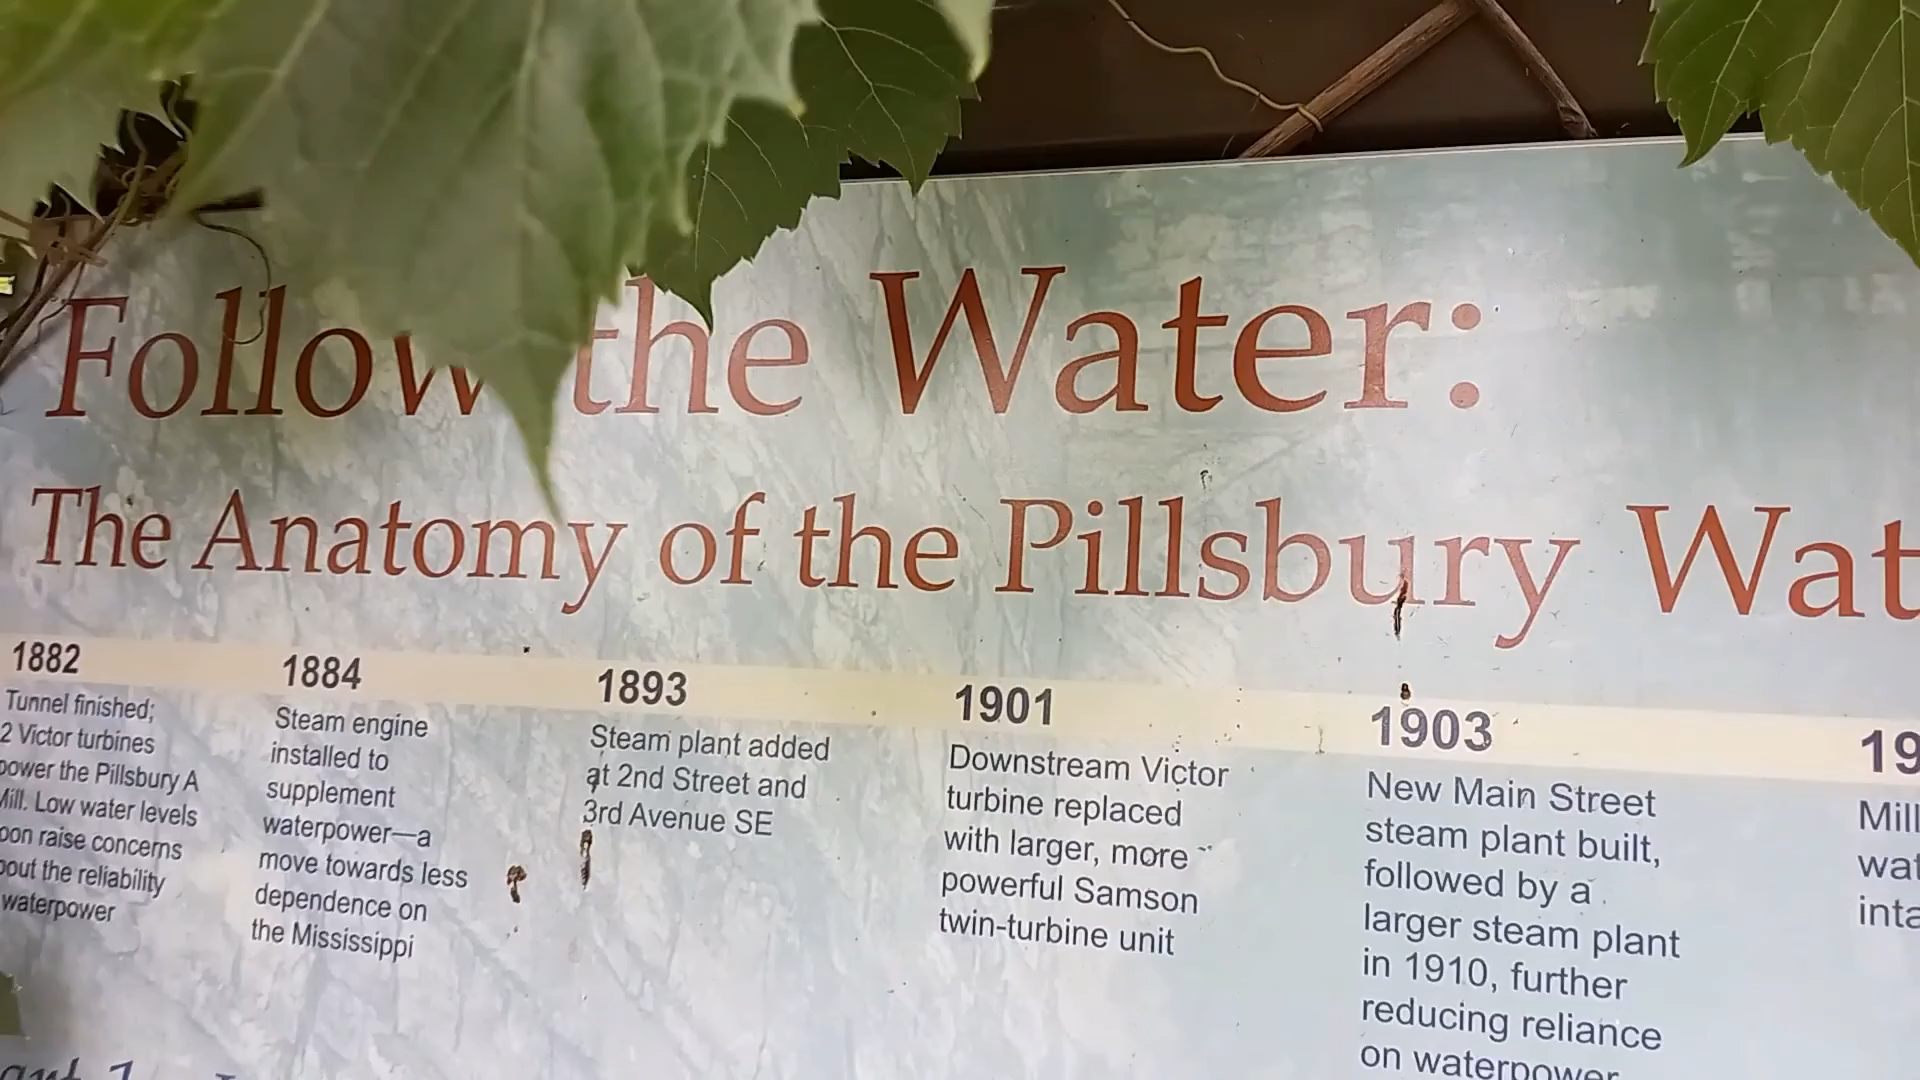 Follow the Water:
The Anatomy of the Pillsbury Wat
1882
Tunnel finished;
2 Victor turbines
power the Pillsbury A
Mill. Low water levels
oon raise concerns
bout the reliability
waterpower
1884
Steam engine
installed to
supplement
waterpower—a
move towards less
dependence on
the Mississippi
1893
Steam plant added
at 2nd Street and
3rd Avenue SE
1901
Downstream Victor
turbine replaced
with larger, more
powerful Samson
twin-turbine unit
1903
New Main Street
steam plant built,
followed by a
larger steam plant
in 1910, further
reducing reliance
on waterpower
19
Mill
wat
inta